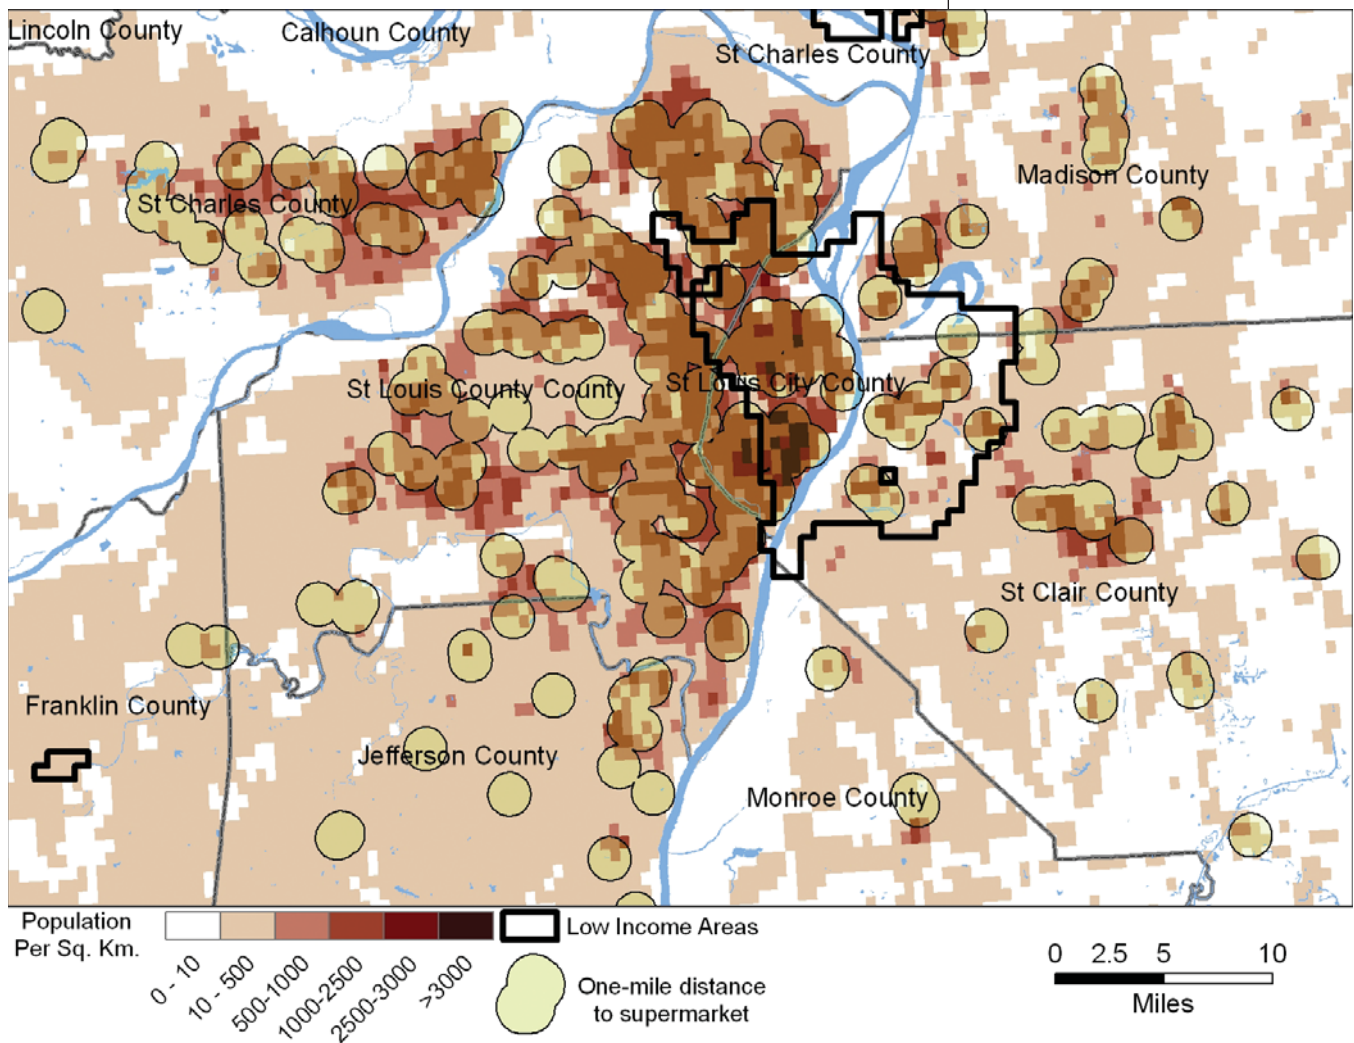 Lincoln County
Calhoun County
St Charles County
Madison County
St Charles County
St Louis County County
St Louis City County
St Clair County
Franklin County
Jefferson County
Monroe County
Population
Per Sq. Km.
0 - 10
10 - 500
500-1000
1000-2500
2500-3000
>3000
Low Income Areas
One-mile distance
to supermarket
0 2.5 5 10
Miles